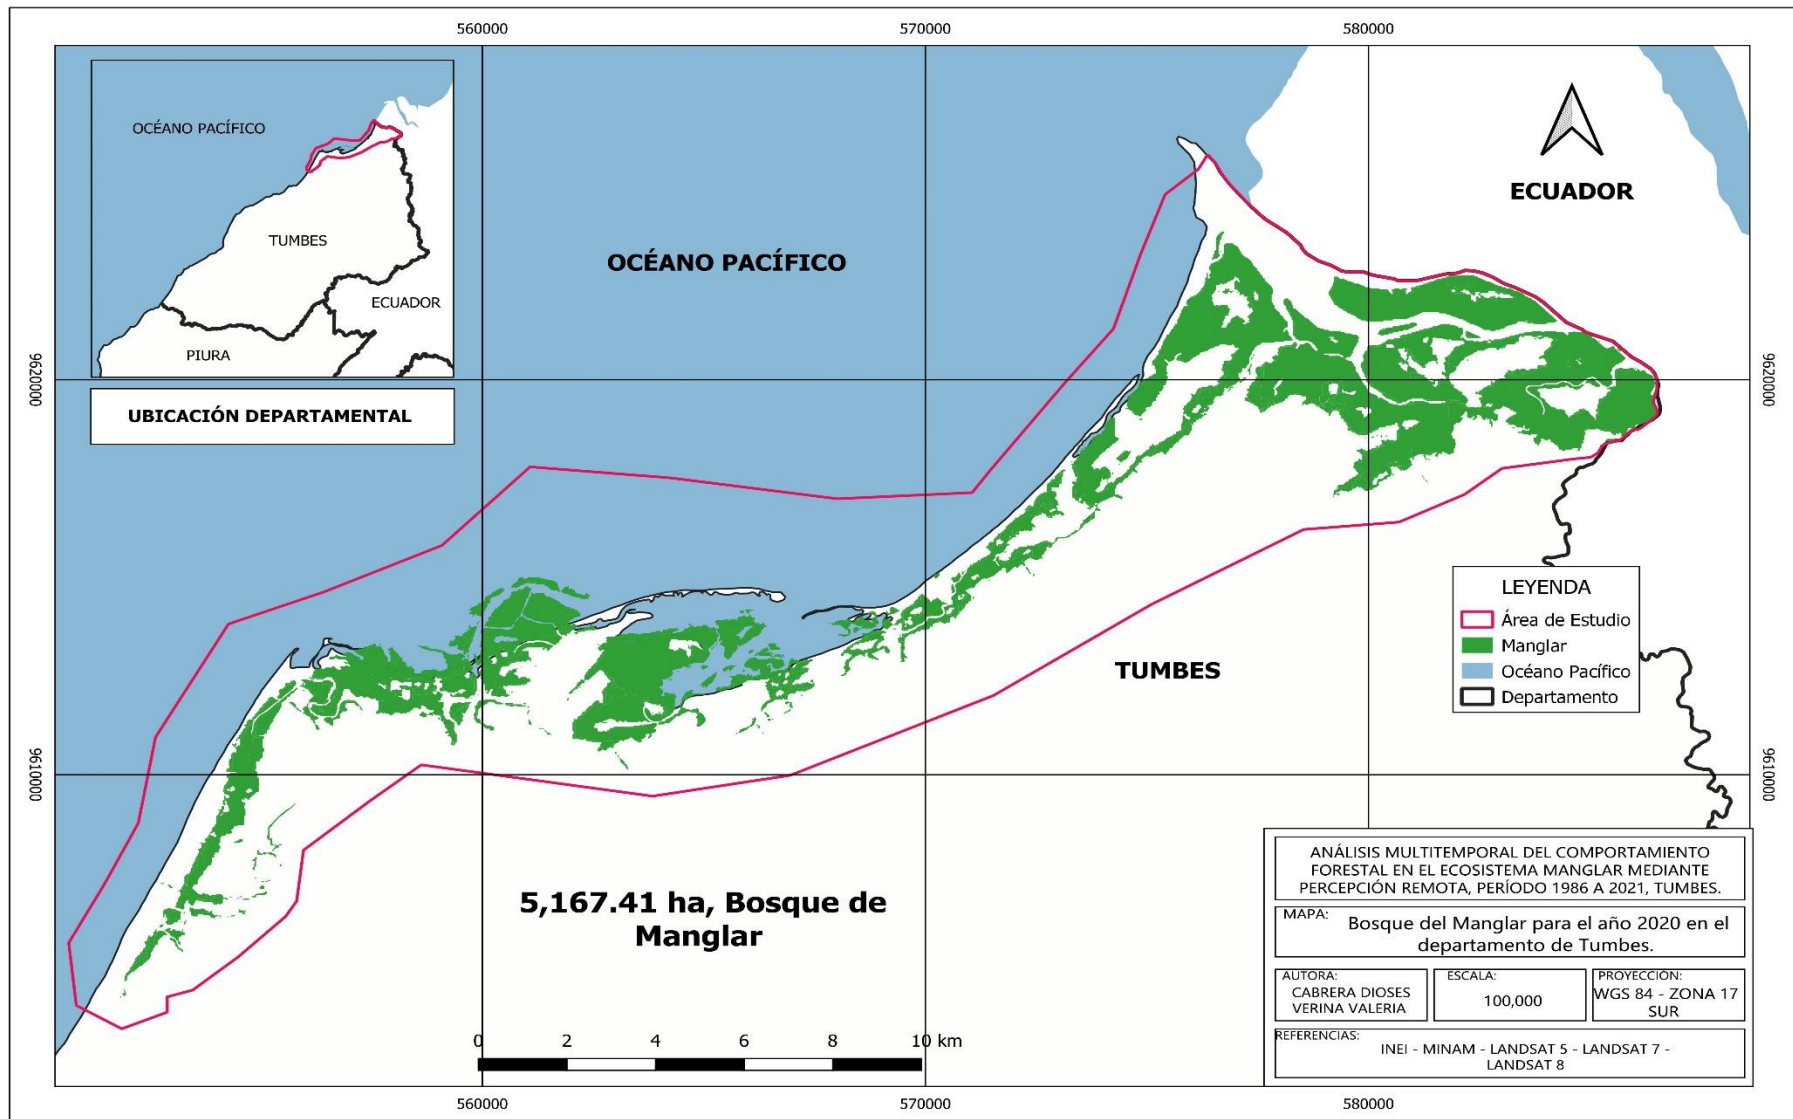 560000
570000
580000
OCÉANO PACÍFICO
TUMBES
ECUADOR
PIURA
UBICACIÓN DEPARTAMENTAL
OCÉANO PACÍFICO
ECUADOR
9620000
9620000
TUMBES
LEYENDA
Área de Estudio
Manglar
Océano Pacífico
Departamento
9610000
9610000
5,167.41 ha, Bosque de
Manglar
ANÁLISIS MULTITEMPORAL DEL COMPORTAMIENTO
FORESTAL EN EL ECOSISTEMA MANGLAR MEDIANTE
PERCEPCIÓN REMOTA, PERÍODO 1986 A 2021, TUMBES.
MAPA: Bosque del Manglar para el año 2020 en el
departamento de Tumbes.
AUTORA:
CABRERA DIOSES
VERINA VALERIA
ESCALA:
100,000
PROYECCIÓN:
WGS 84 - ZONA 17
SUR
REFERENCIAS:
INEI - MINAM - LANDSAT 5 - LANDSAT 7 -
LANDSAT 8
0 2 4 6 8 10 km
560000
570000
580000